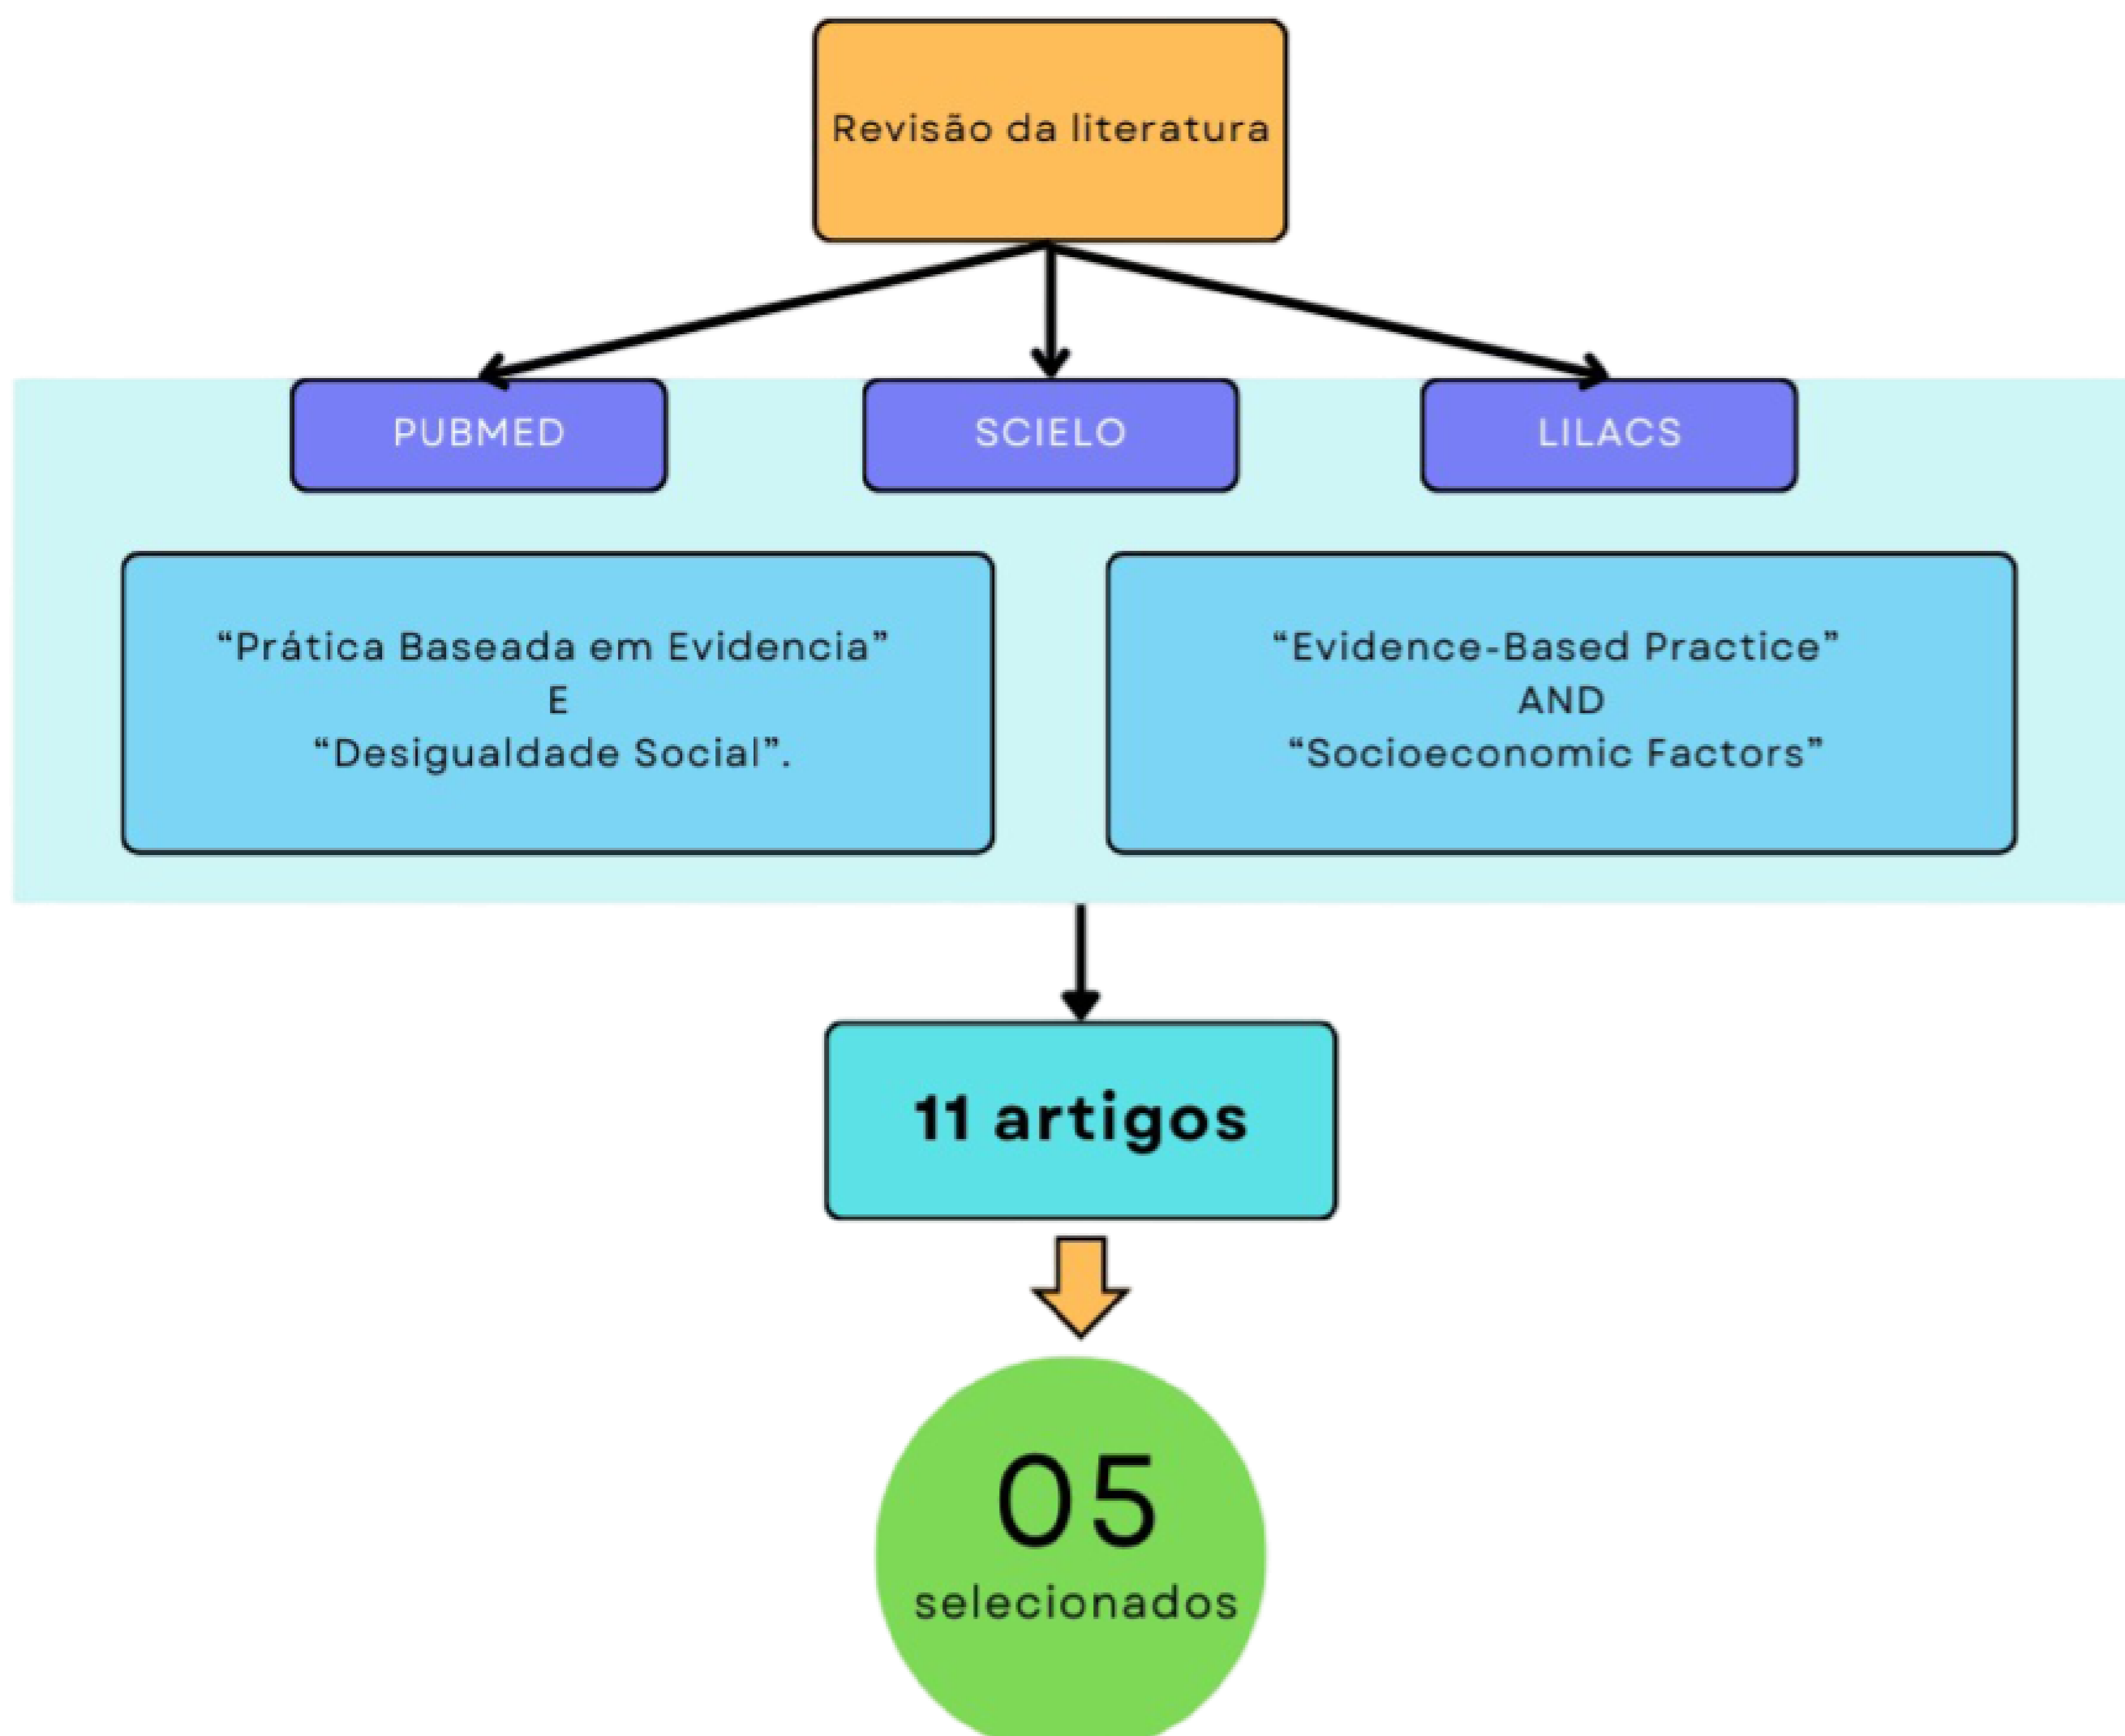 Revisão da literatura
PUBMED
SCIELO
LILACS
“Prática Baseada em Evidencia”
E
“Desigualdade Social”.
“Evidence-Based Practice”
AND
“Socioeconomic Factors”
11 artigos
05
selecionados